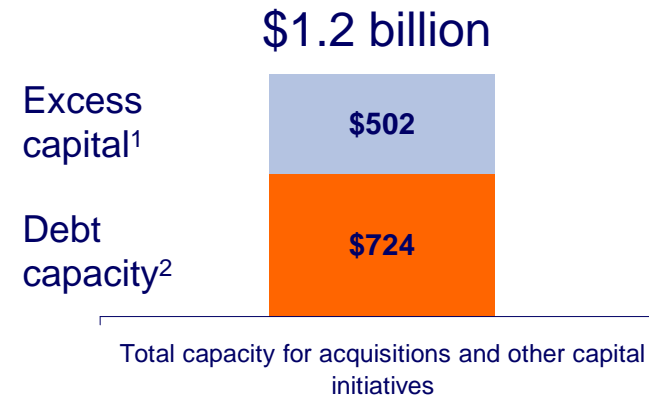 $1.2 billion
Excess
capital¹
$502
Debt
capacity²
$724
Total capacity for acquisitions and other capital
initiatives